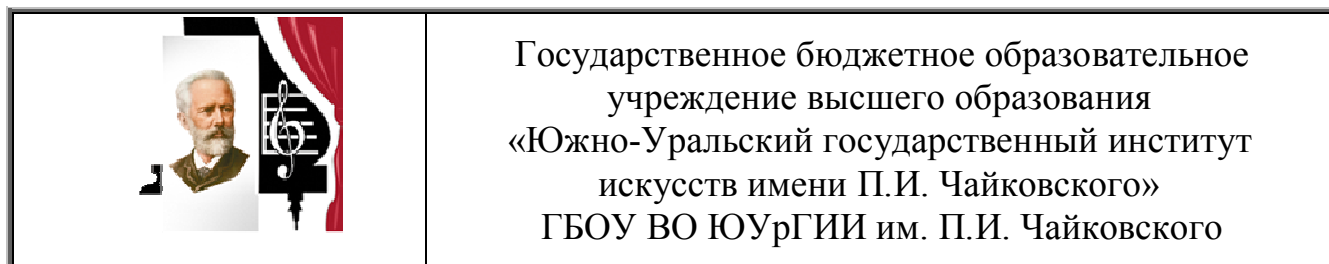 Государственное бюджетное образовательное
учреждение высшего образования
«Южно-Уральский государственный институт
искусств имени П.И. Чайковского»
ГБОУ ВО ЮУрГИИ им. П.И. Чайковского